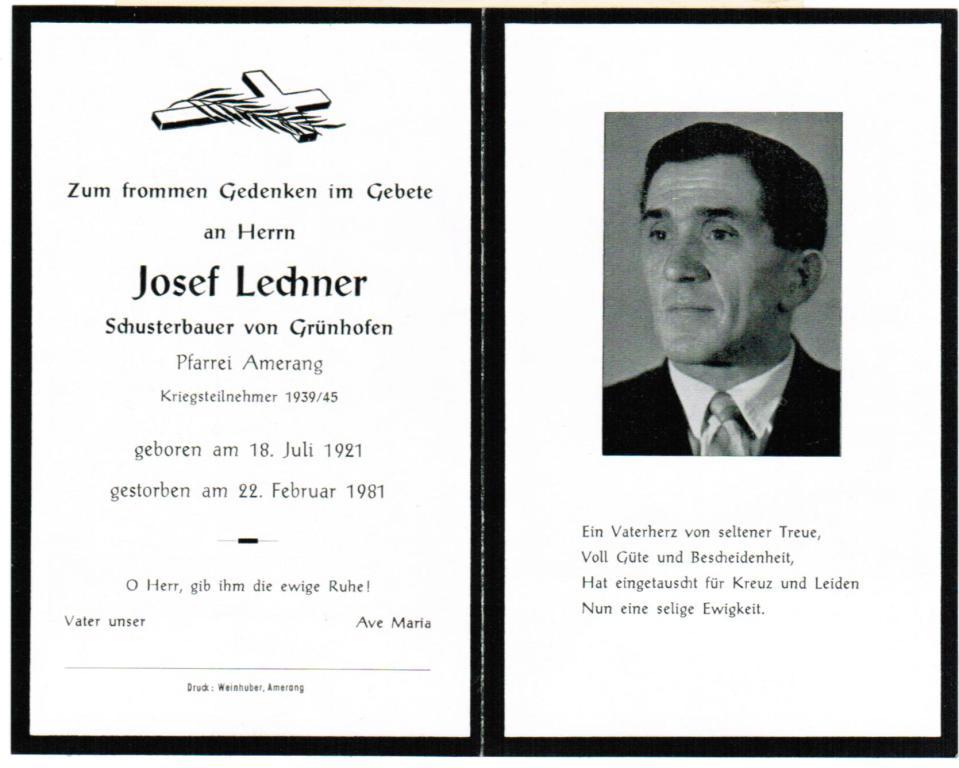 Zum frommen Gedenken im Gebete
an Herrn
Josef Lechner
Schusterbauer von Grünhofen
Pfarrei Amerang
Kriegsteilnehmer 1939/45
geboren am 18. Juli 1921
gestorben am 22. Februar 1981
O Herr, gib ihm die ewige Ruhe!
Vater unser Ave Maria
Druck: Weinhuber, Amerang
Ein Vaterherz von seltener Treue,
Voll Güte und Bescheidenheit,
Hat eingetauscht für Kreuz und Leiden
Nun eine selige Ewigkeit.